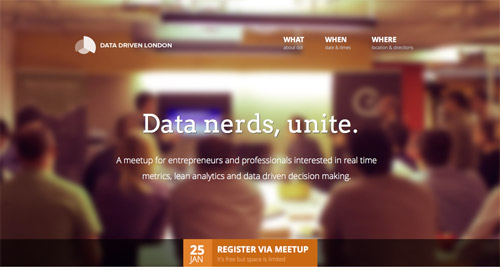 DATA DRIVEN LONDON
WHAT
about ddl
WHEN
date & times
WHERE
location & directions
Data nerds, unite.
A meetup for entrepreneurs and professionals interested in real time
metrics, lean analytics and data driven decision making.
25
JAN
REGISTER VIA MEETUP
It's free but space is limited